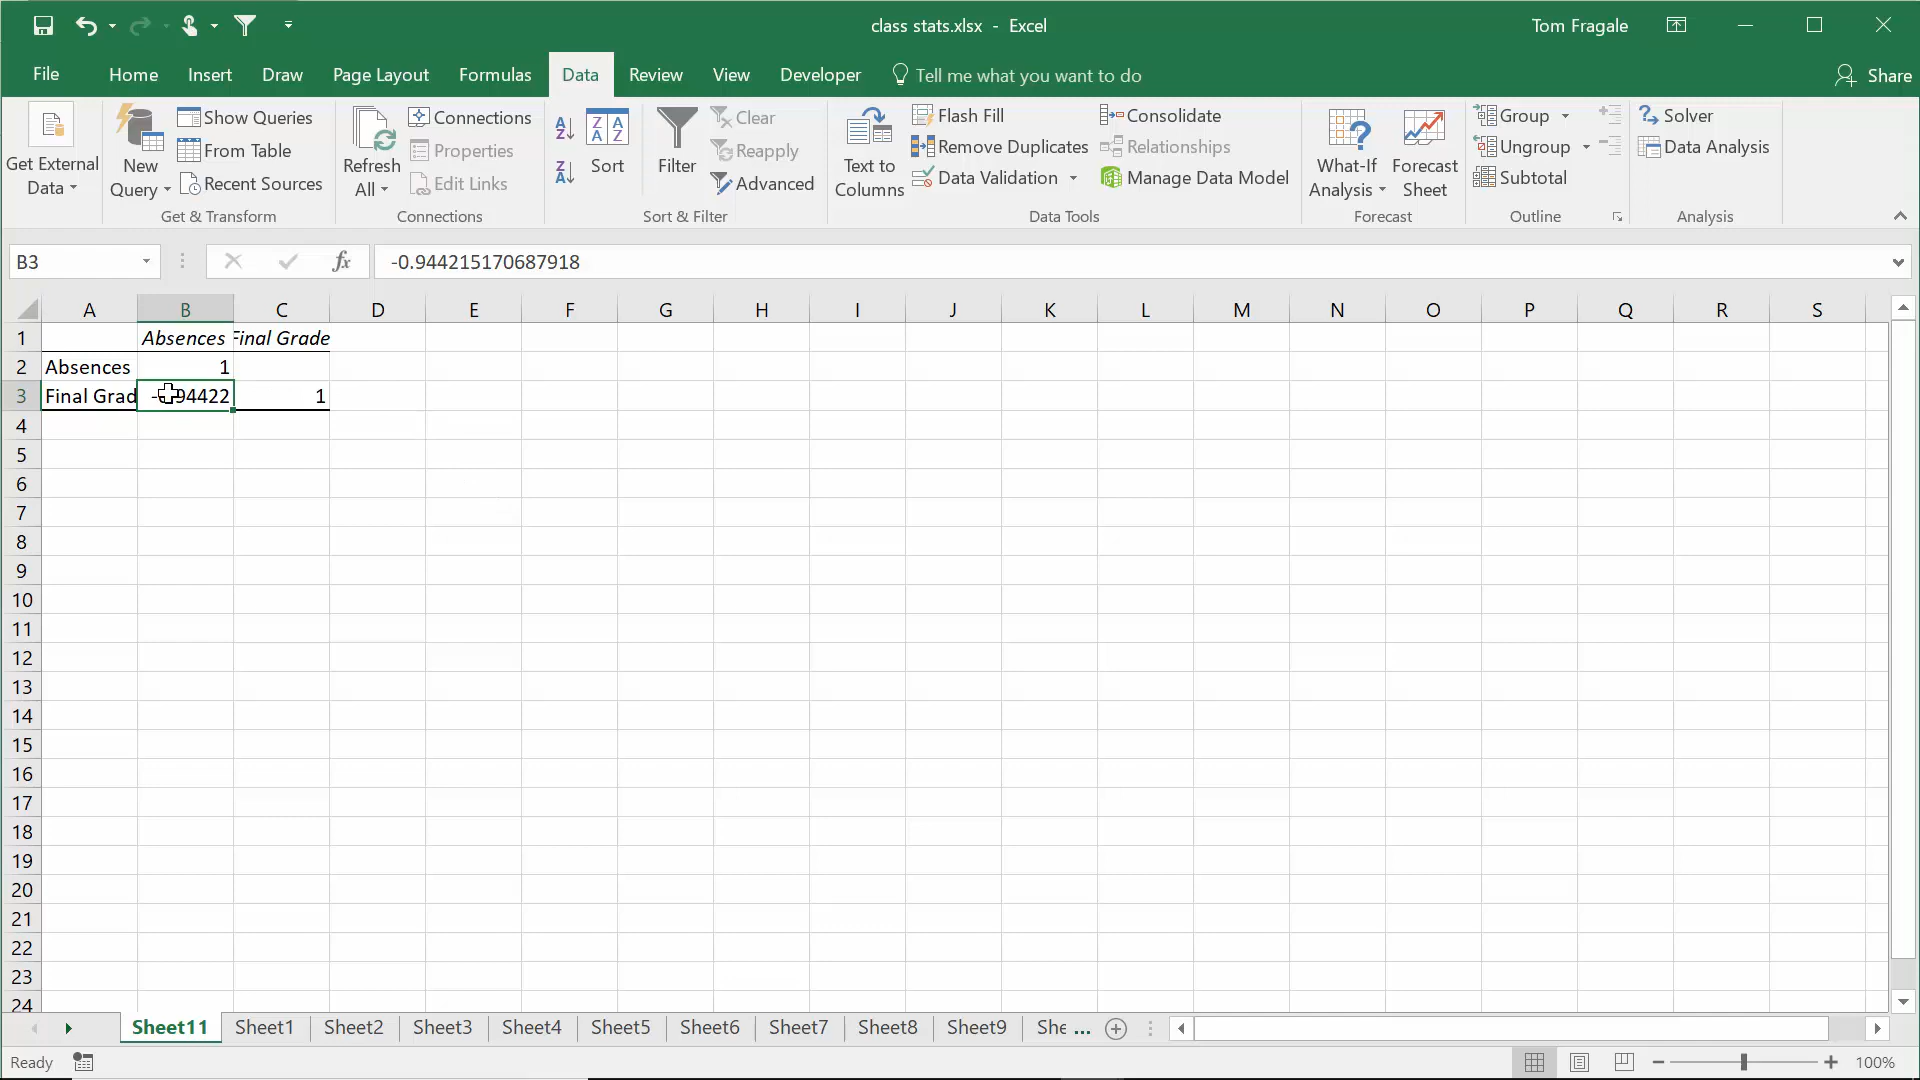 class stats.xlsx - Excel
Tom Fragale
File Home Insert Draw Page Layout Formulas Data Review View Developer Tell me what you want to do Share
Get External Data
New Query
Show Queries
From Table
Recent Sources
Get & Transform
Refresh All
Connections
Properties
Edit Links
Connections
Sort
Filter
Clear
Reapply
Advanced
Sort & Filter
Text to Columns
Flash Fill
Remove Duplicates
Data Validation
Consolidate
Relationships
Manage Data Model
Data Tools
What-If Analysis
Forecast Sheet
Forecast
Group
Ungroup
Subtotal
Outline
Solver
Data Analysis
Analysis
B3 fx -0.944215170687918
A B C D E F G H I J K L M N O P Q R S
1 Absences Final Grade
2 Absences 1
3 Final Grad 94422 1
4
5
6
7
8
9
10
11
12
13
14
15
16
17
18
19
20
21
22
23
24
Sheet11 Sheet1 Sheet2 Sheet3 Sheet4 Sheet5 Sheet6 Sheet7 Sheet8 Sheet9 She ...
Ready 100%